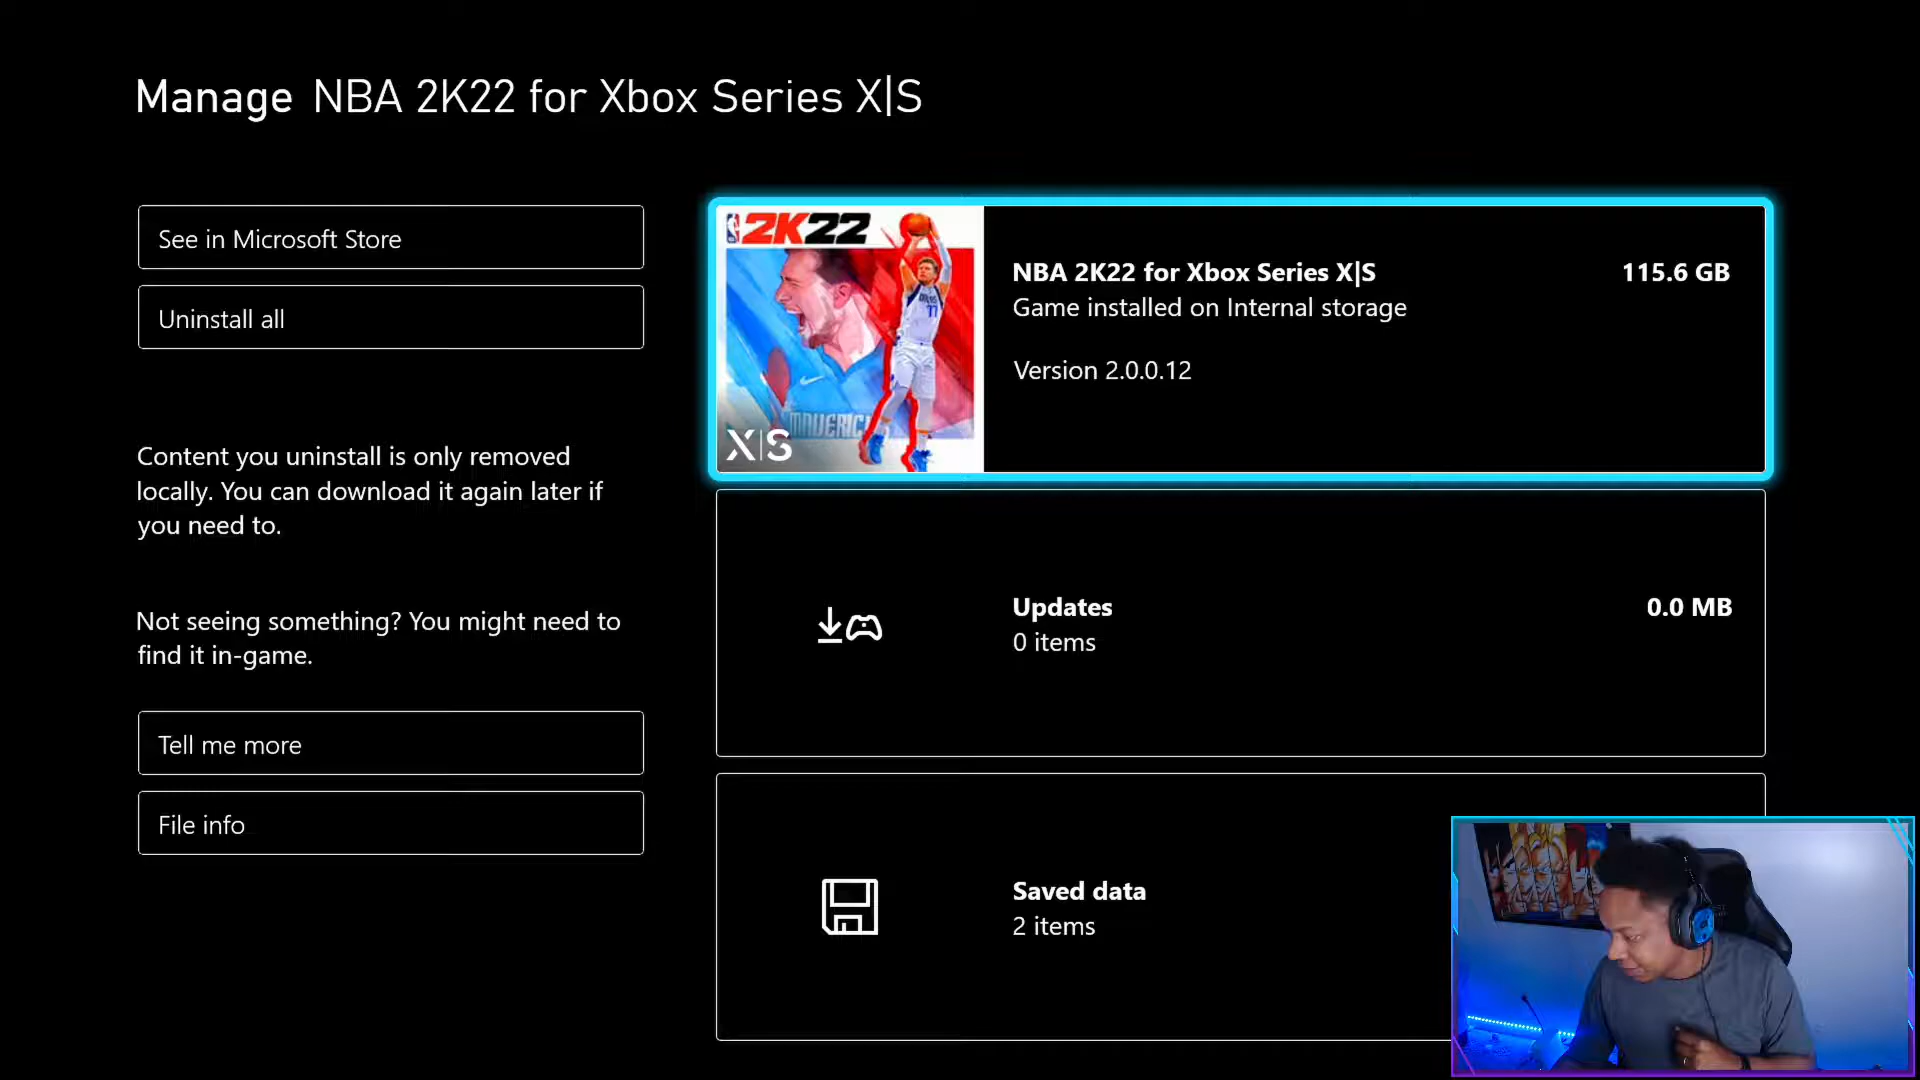 Manage NBA 2K22 for Xbox Series X|S
See in Microsoft Store
Uninstall all
Content you uninstall is only removed
locally. You can download it again later if
you need to.
Not seeing something? You might need to
find it in-game.
Tell me more
File info
2K22
MAVERIC
77
X|S
NBA 2K22 for Xbox Series X|S
115.6 GB
Game installed on Internal storage
Version 2.0.0.12
Updates
0.0 MB
0 items
Saved data
2 items